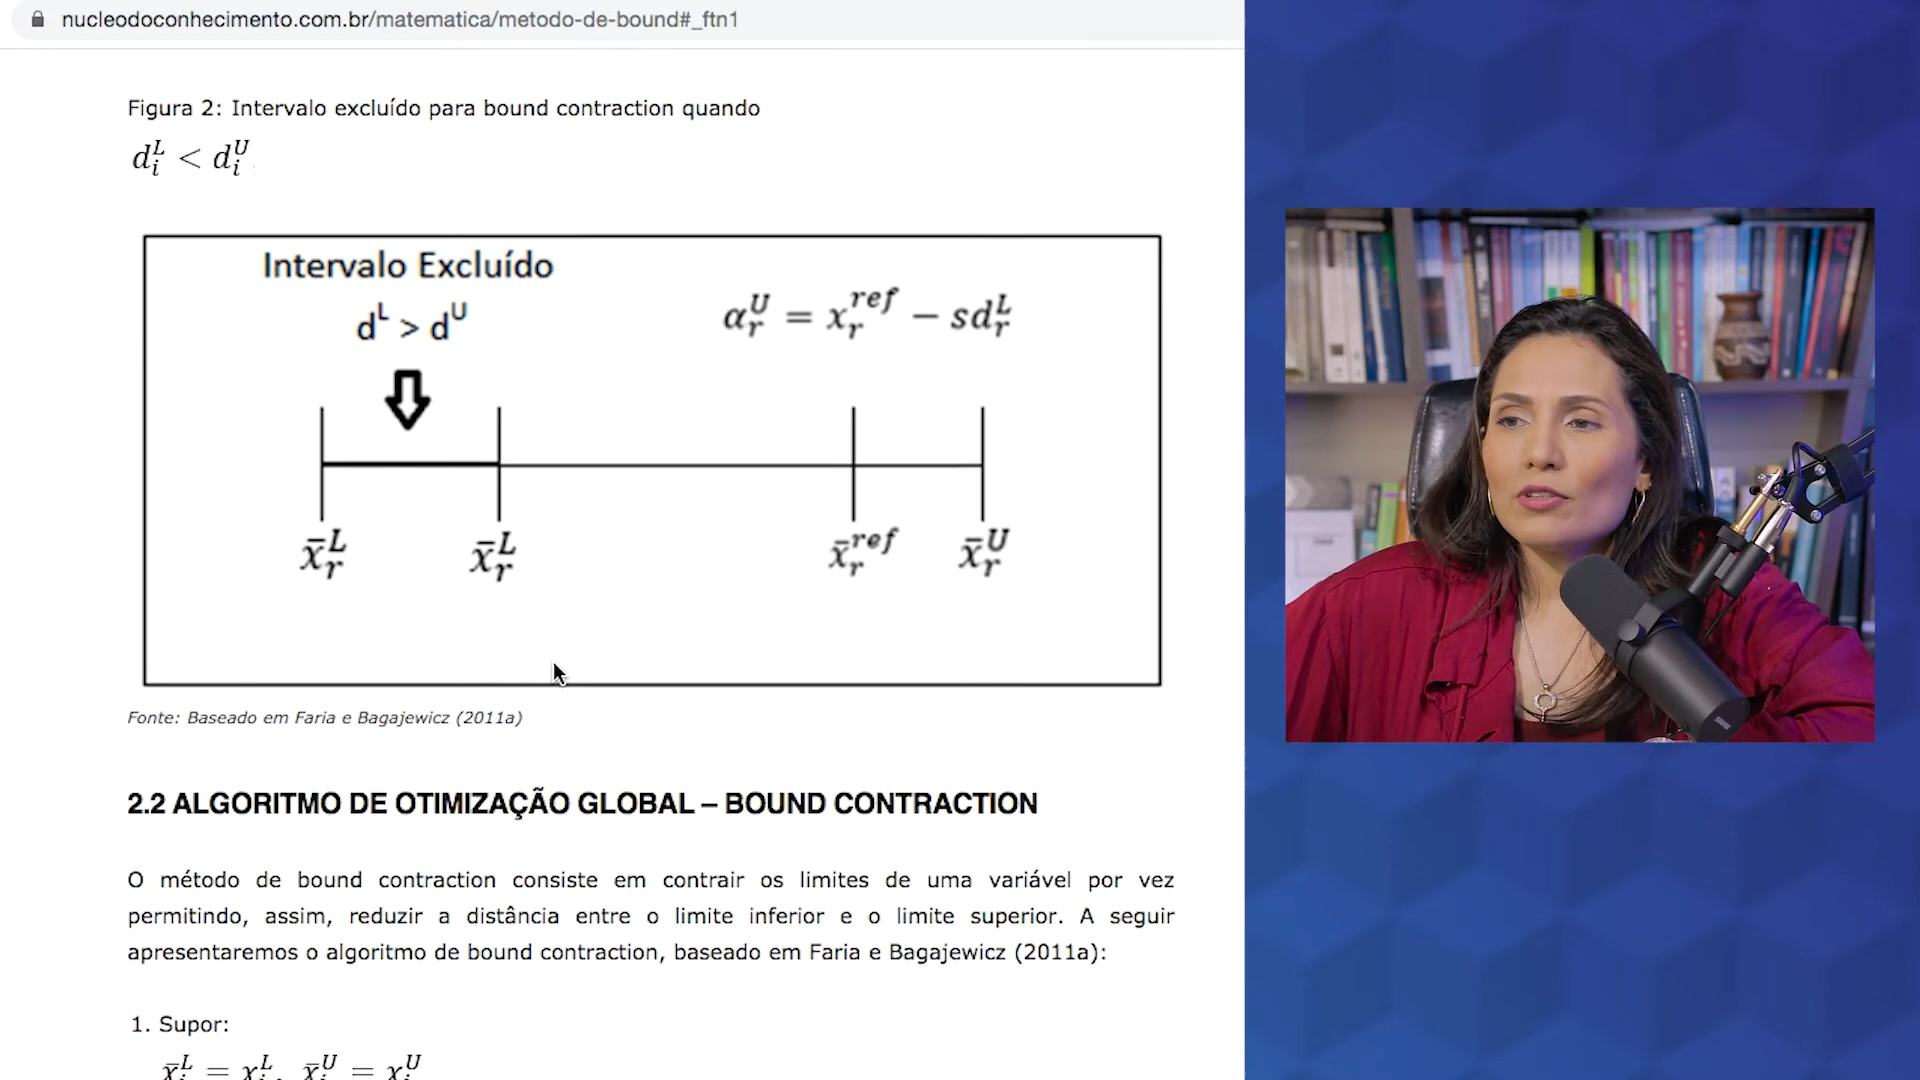 nucleodoconhecimento.com.br/matematica/metodo-de-bound#_ftn1
Figura 2: Intervalo excluído para bound contraction quando
d_i^L < d_i^U
Intervalo Excluído
d^L > d^U
α_r^U = x_r^ref − sd_r^L
x̄_r^L x̄_r^L x̄_r^ref x̄_r^U
Fonte: Baseado em Faria e Bagajewicz (2011a)
2.2 ALGORITMO DE OTIMIZAÇÃO GLOBAL – BOUND CONTRACTION
O método de bound contraction consiste em contrair os limites de uma variável por vez
permitindo, assim, reduzir a distância entre o limite inferior e o limite superior. A seguir
apresentaremos o algoritmo de bound contraction, baseado em Faria e Bagajewicz (2011a):
1. Supor:
x̄_i^L = x_i^L, x̄_i^U = x_i^U